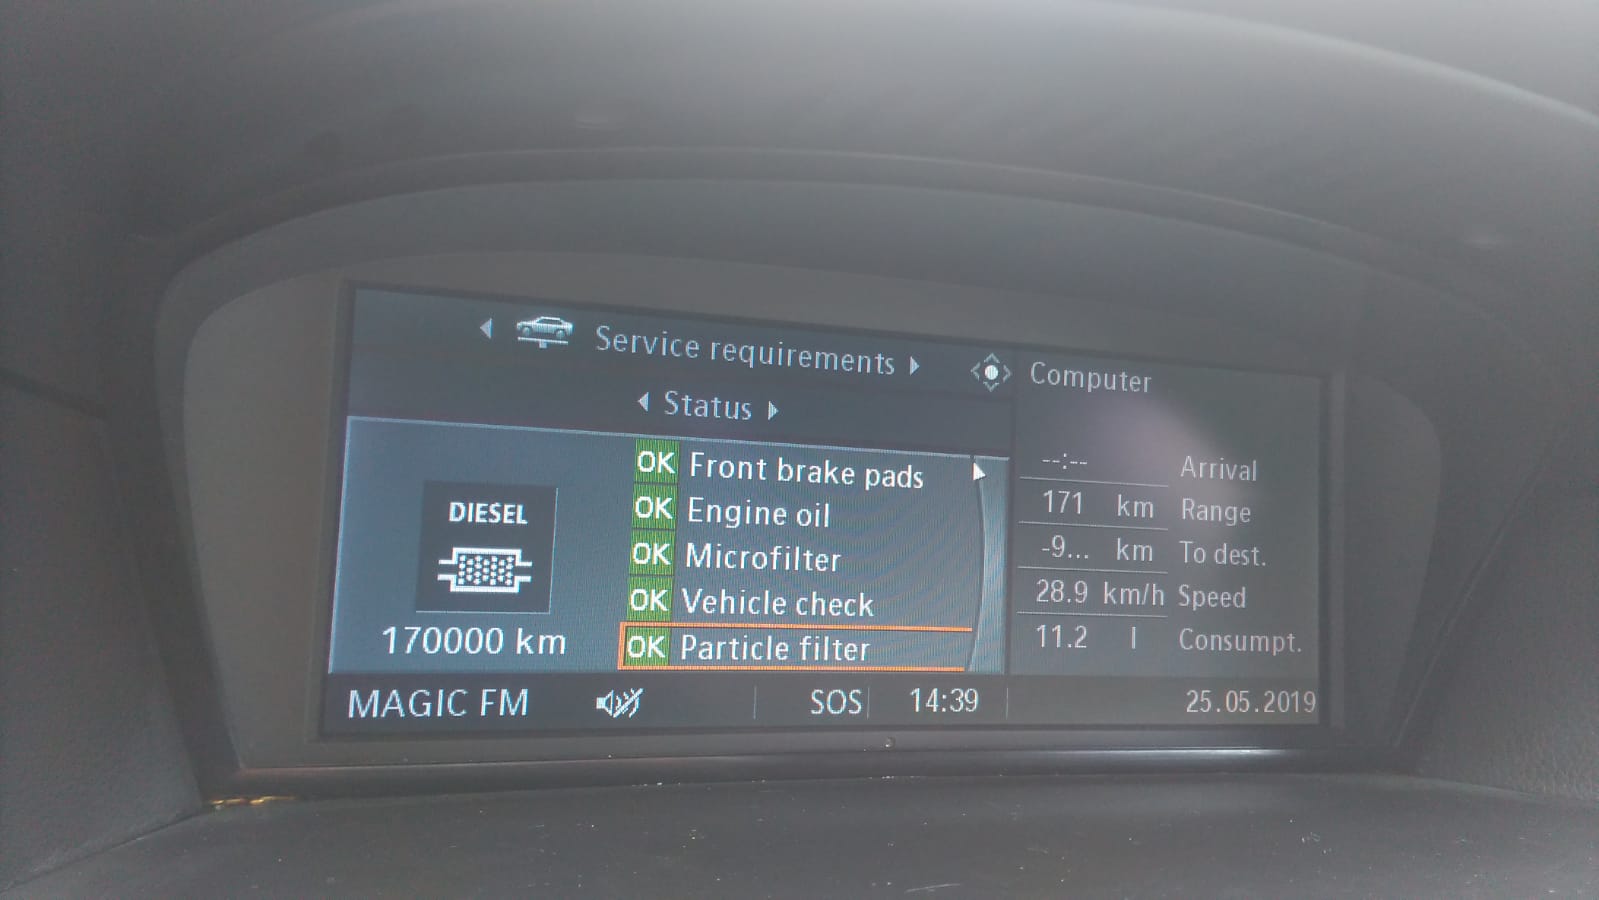 Service requirements
Status
DIESEL
170000 km
OK Front brake pads
OK Engine oil
OK Microfilter
OK Vehicle check
OK Particle filter
Computer
--:-- Arrival
171 km Range
-9... km To dest.
28.9 km/h Speed
11.2 l Consumpt.
MAGIC FM SOS 14:39 25.05.2019